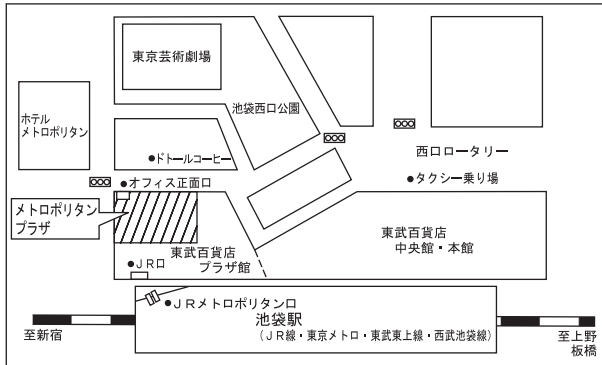 東京芸術劇場
池袋西口公園
ホテル
メトロポリタン
●ドトールコーヒー
西口ロータリー
●オフィス正面口
●タクシー乗り場
メトロポリタン
プラザ
東武百貨店
プラザ館
東武百貨店
中央館・本館
●JR口
●JRメトロポリタン口
池袋駅
(JR線・東京メトロ・東武東上線・西武池袋線)
至新宿
至上野
板橋